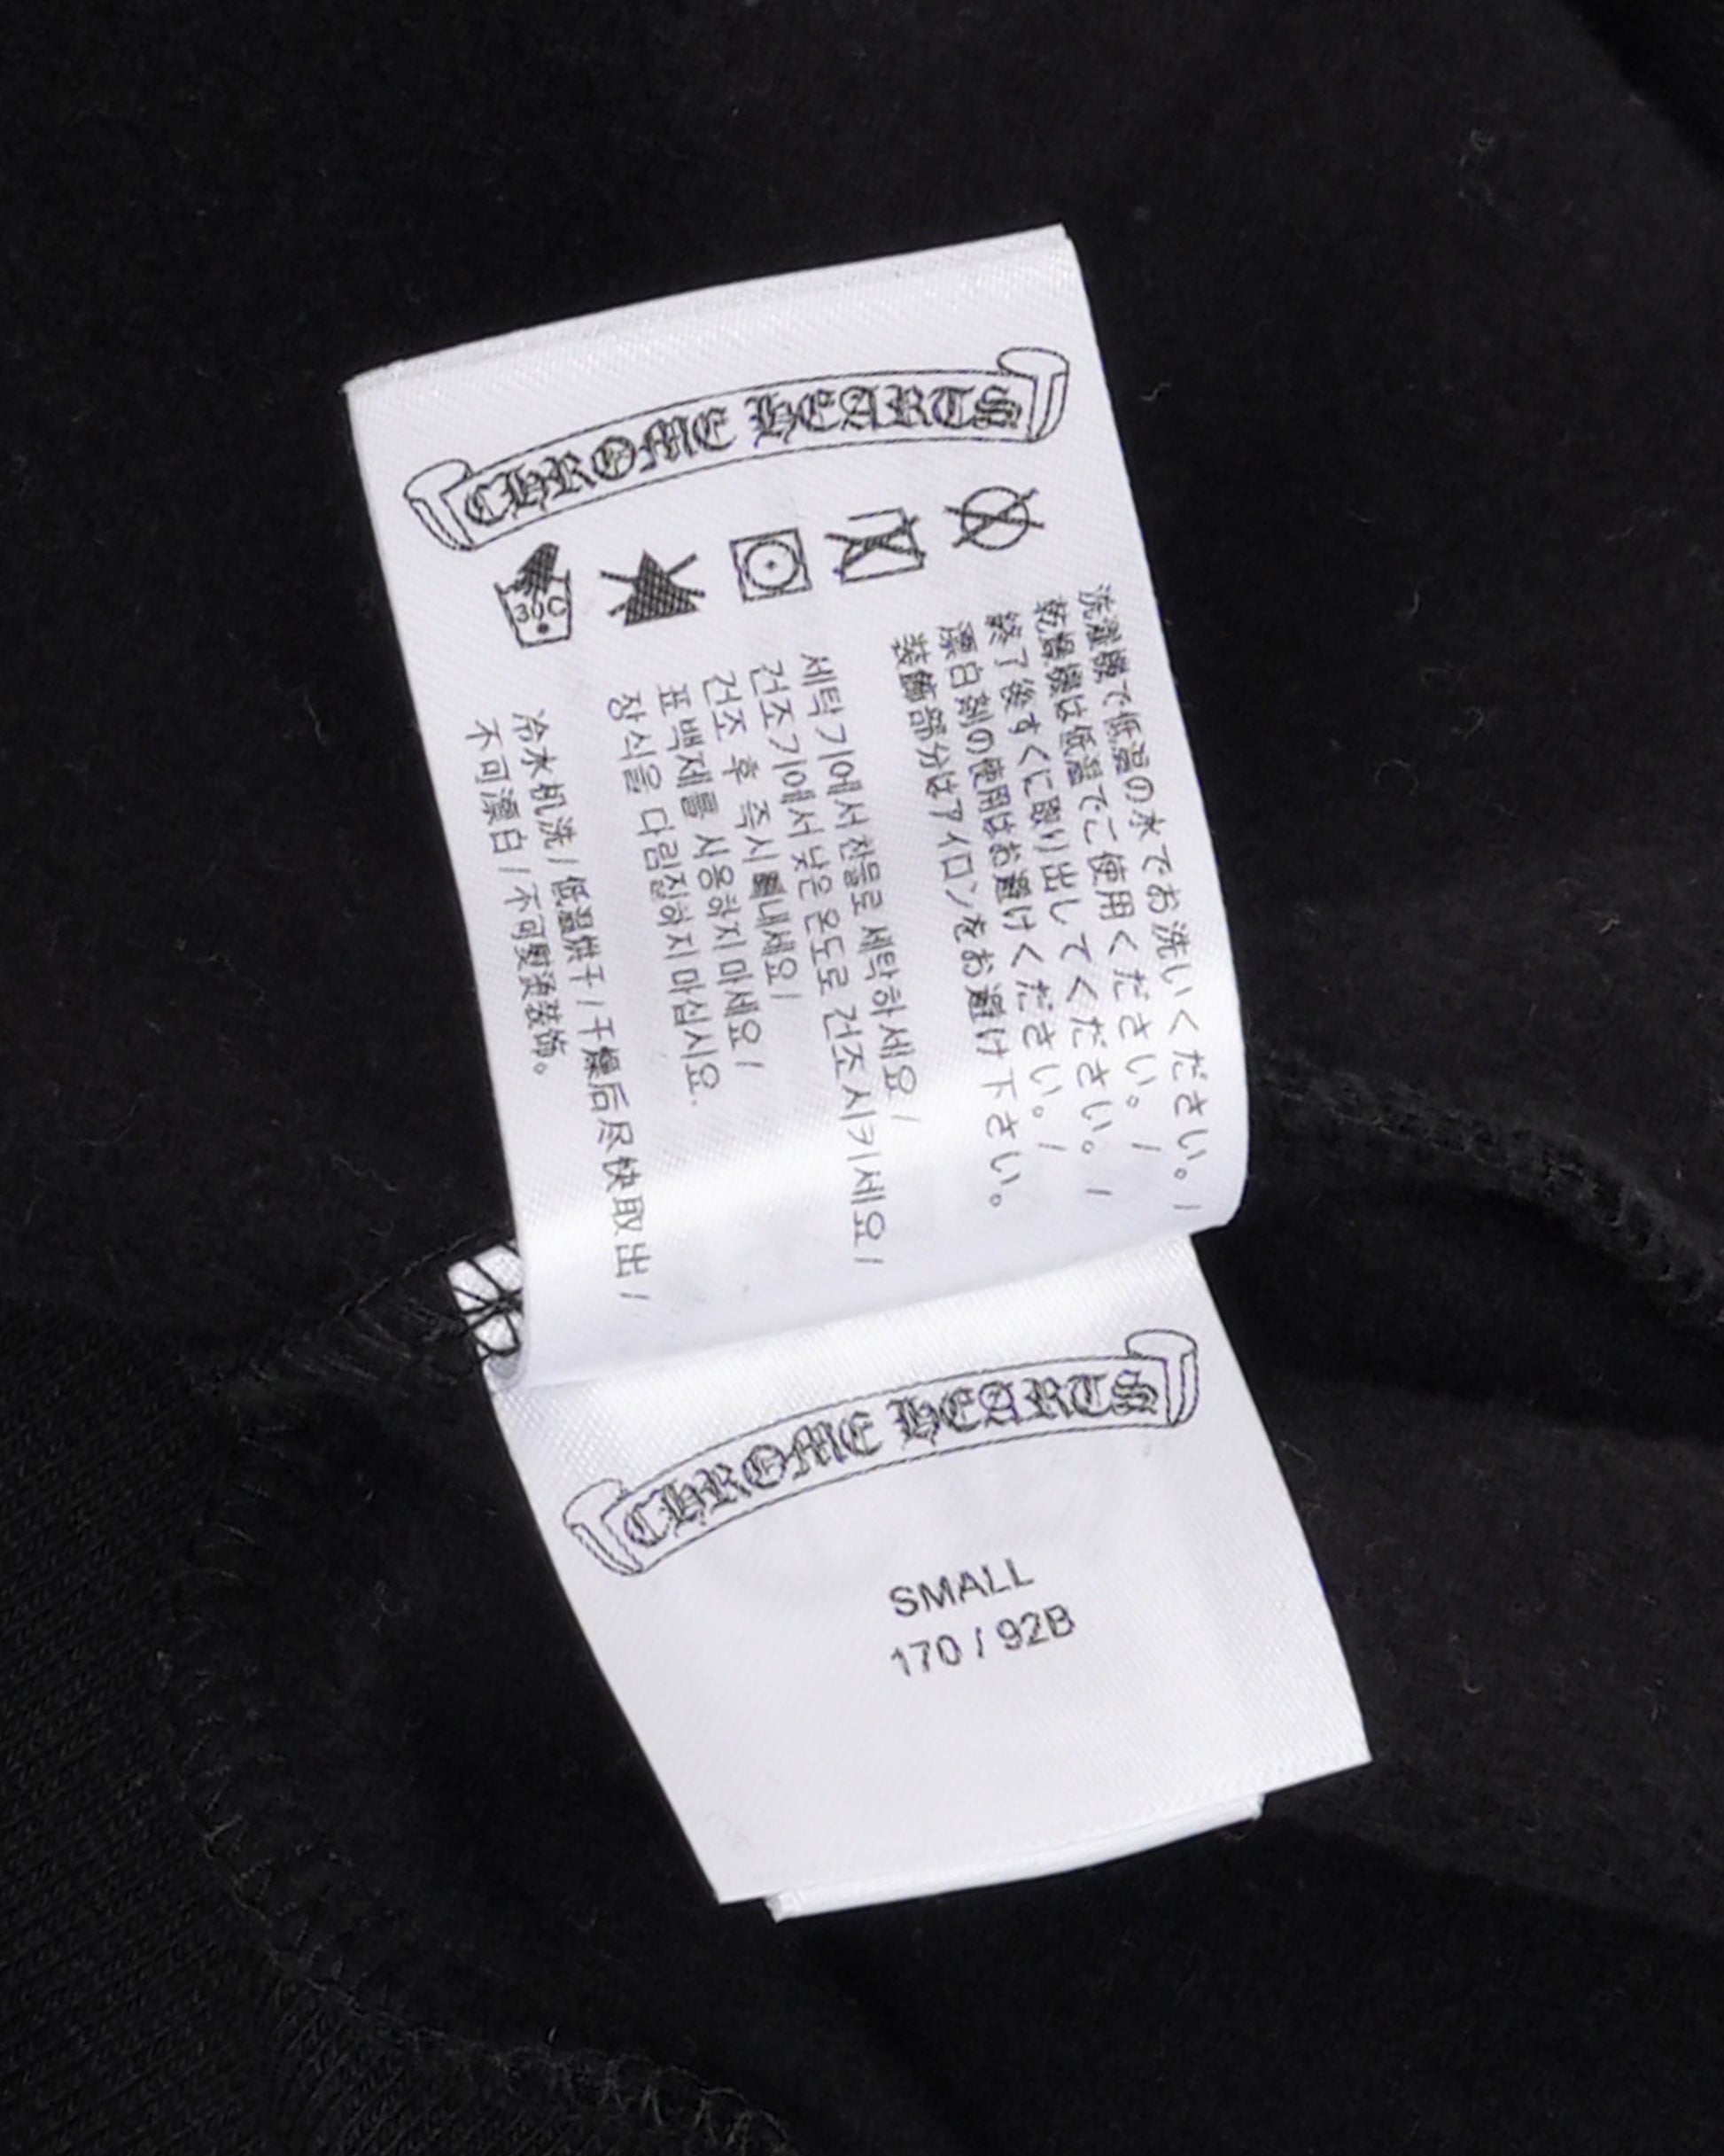 CHROME HEARTS
30C
洗濯機で低温の水でお洗いください。/
乾燥機は低温でご使用ください。/
終了後すぐに取り出してください。/
漂白剤の使用はお避けください。/
装飾部分はアイロンをお避け下さい。
세탁기에서 찬물로 세탁하세요/
건조기에서 낮은 온도로 건조시키세요/
건조 후 즉시 꺼내세요/
표백제를 사용하지 마세요/
장식을 다림질하지 마십시요.
冷水机洗/低温烘干/干燥后尽快取出/
不可漂白/不可熨烫装饰。
CHROME HEARTS
SMALL
170 / 92B